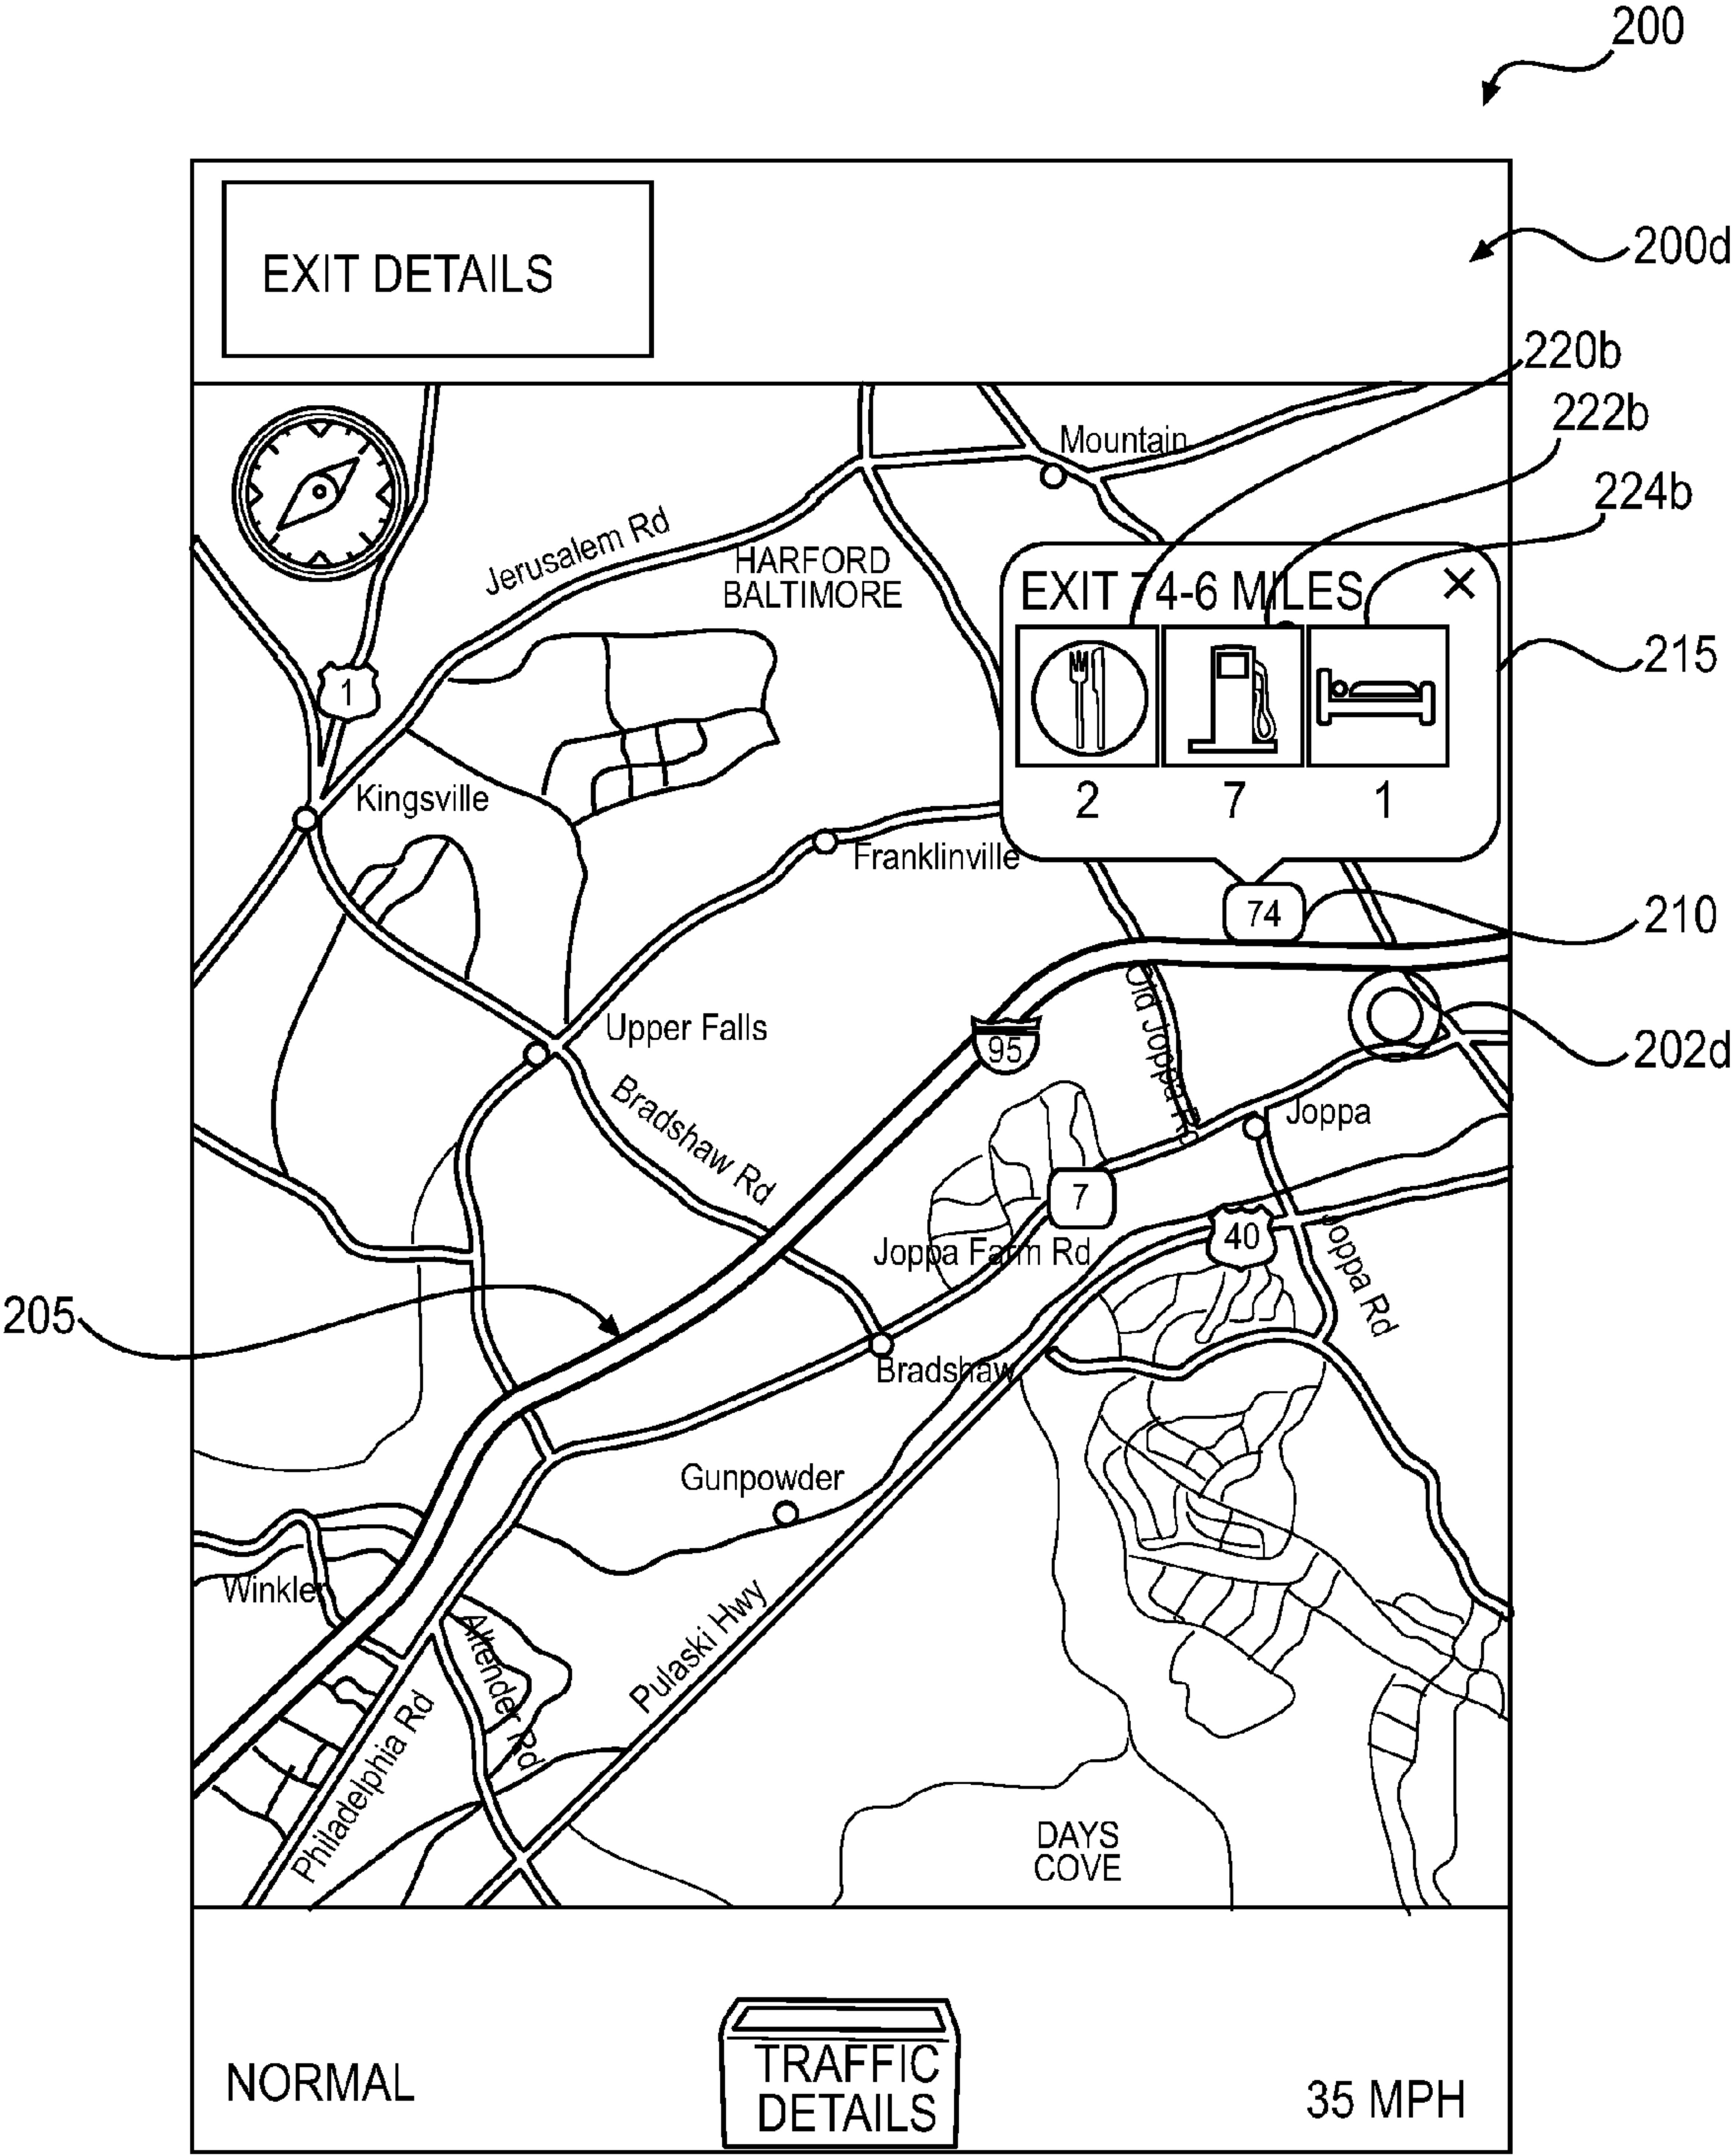 200
200d
EXIT DETAILS
220b
222b
224b
Mountain
Jerusalem Rd
HARFORD
BALTIMORE
EXIT 74-6 MILES
X
215
1
2
7
1
Kingsville
Franklinville
74
210
Old Joppa Rd
Upper Falls
95
202d
Bradshaw Rd
Joppa
7
40
Joppa Farm Rd
Joppa Rd
205
Bradshaw
Gunpowder
Winkler
Altender Rd
Pulaski Hwy
Philadelphia Rd
DAYS
COVE
NORMAL
TRAFFIC
DETAILS
35 MPH